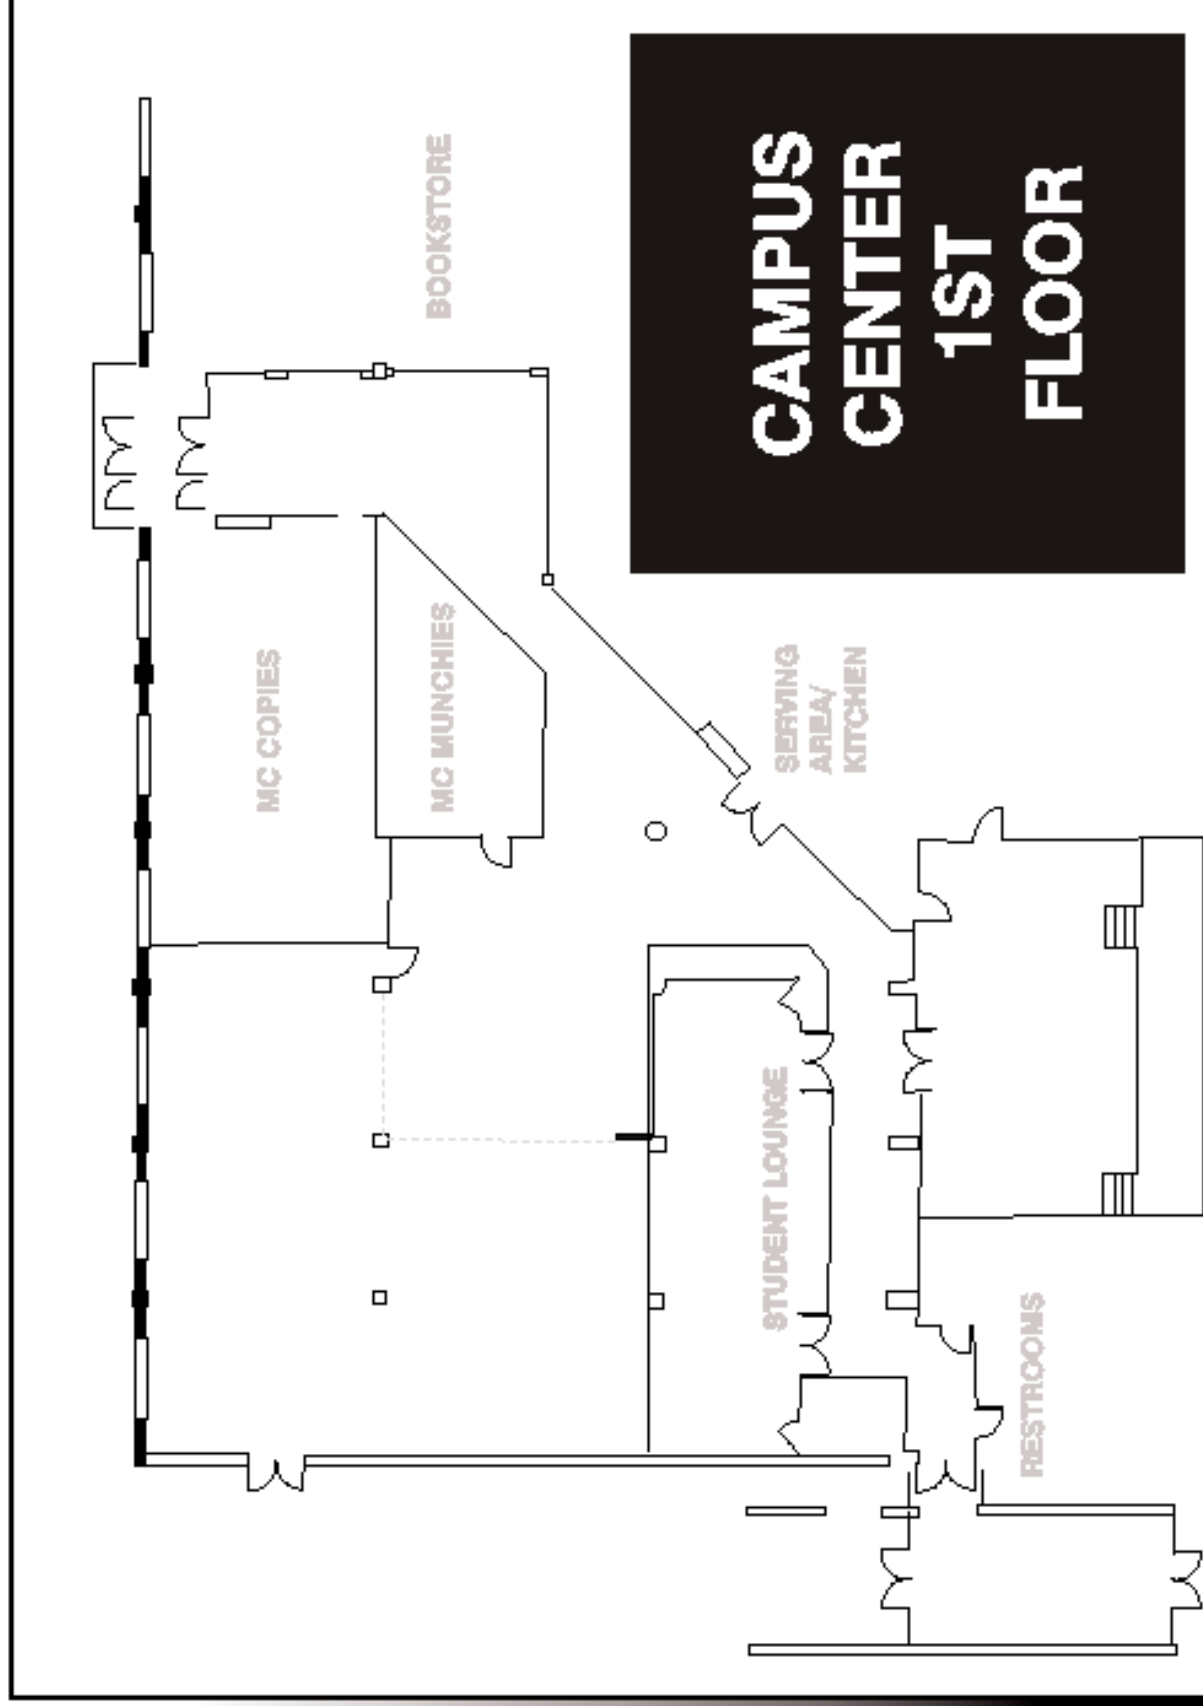 CAMPUS
CENTER
1ST
FLOOR
BOOKSTORE
MC COPIES
MC MUNCHIES
SERVING
AREA/
KITCHEN
STUDENT LOUNGE
RESTROOMS